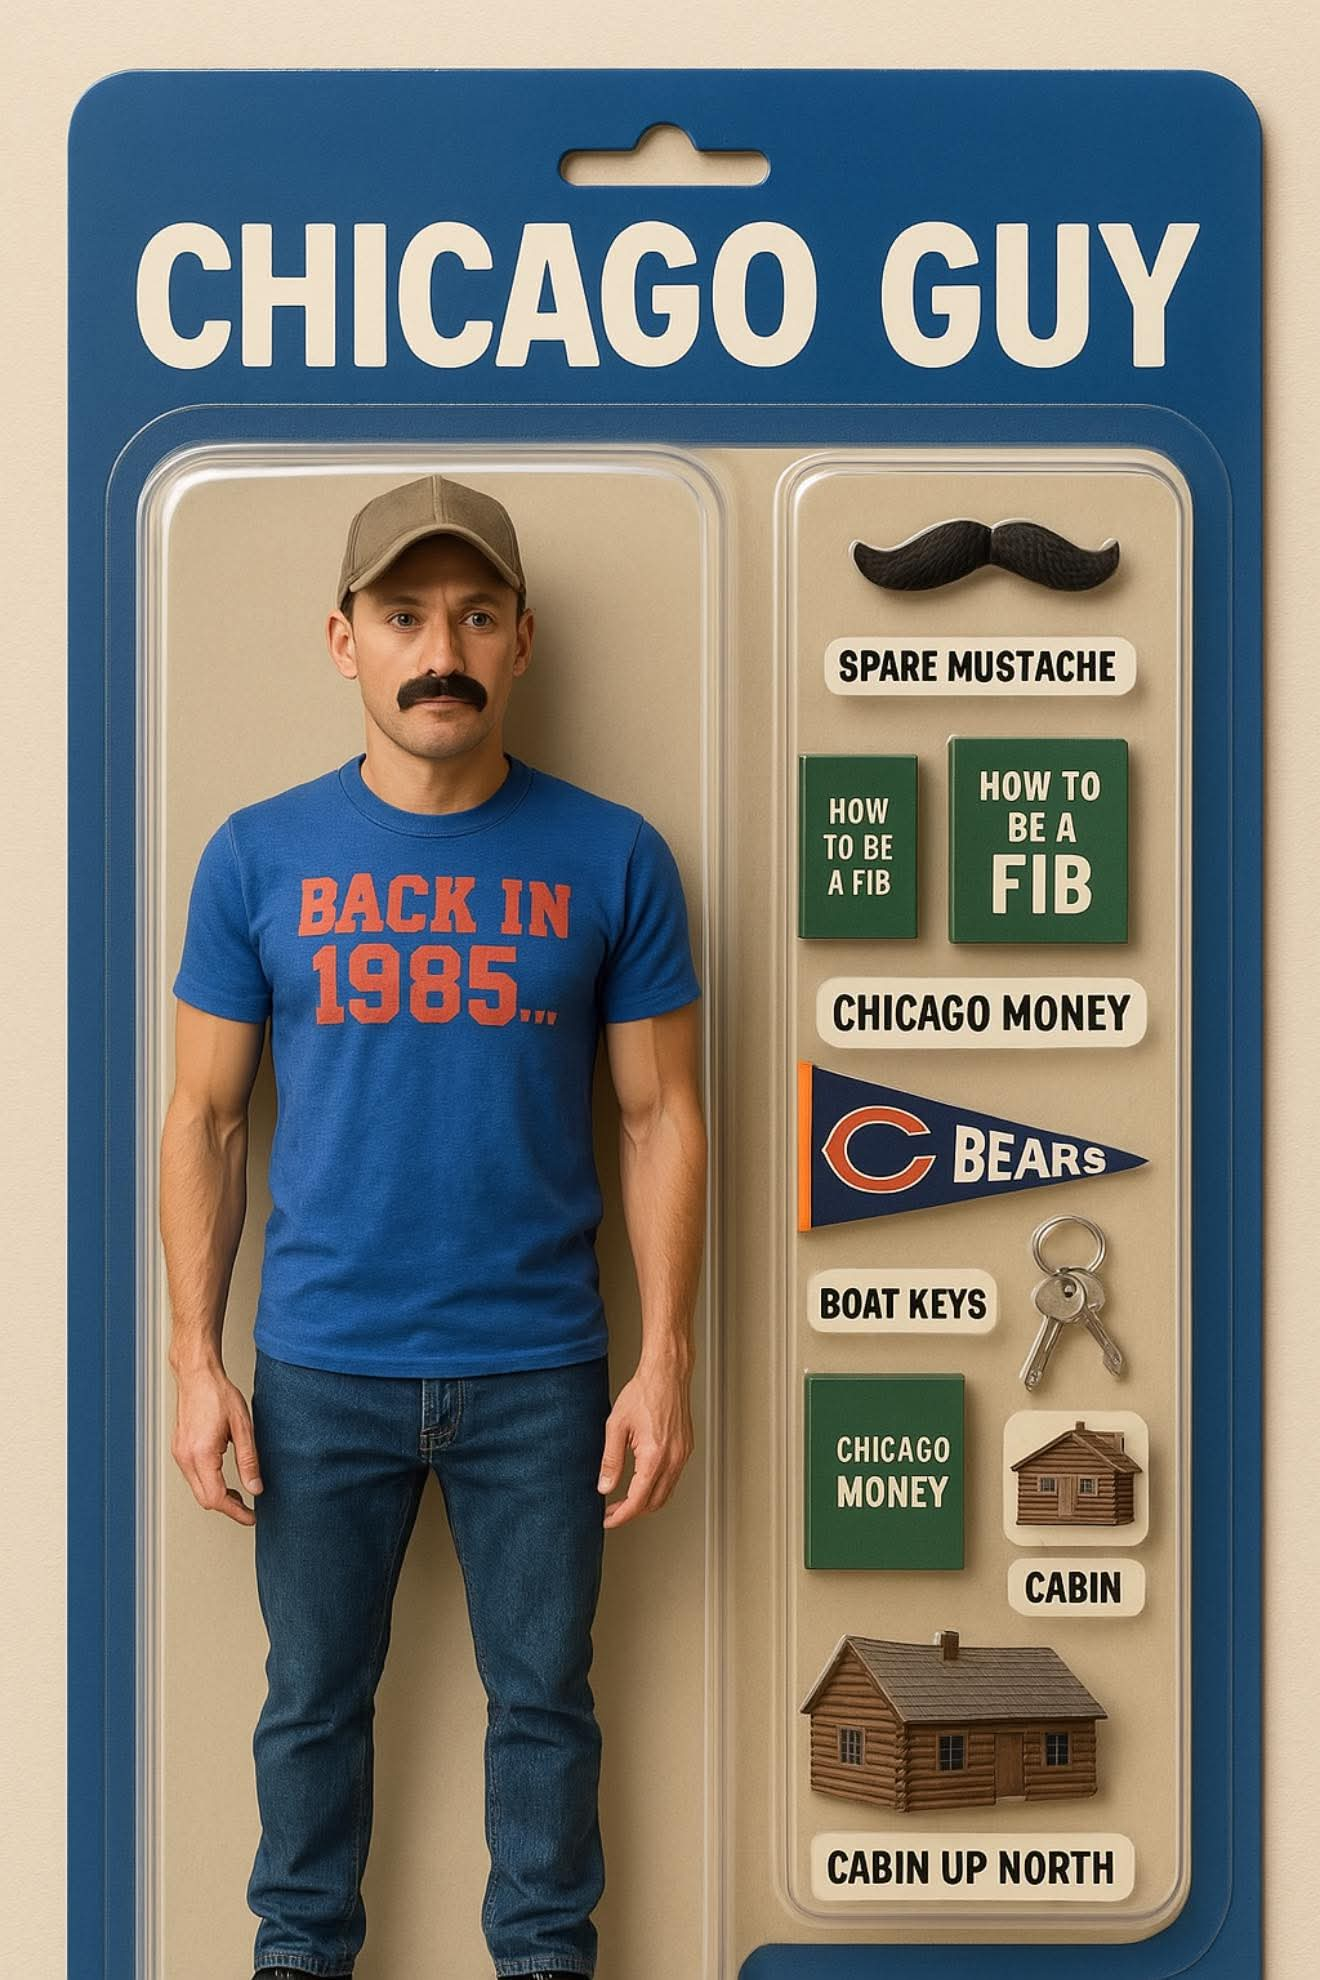 CHICAGO GUY
BACK IN
1985...
SPARE MUSTACHE
HOW
TO BE
A FIB
HOW TO
BE A
FIB
CHICAGO MONEY
C BEARS
BOAT KEYS
CHICAGO
MONEY
CABIN
CABIN UP NORTH